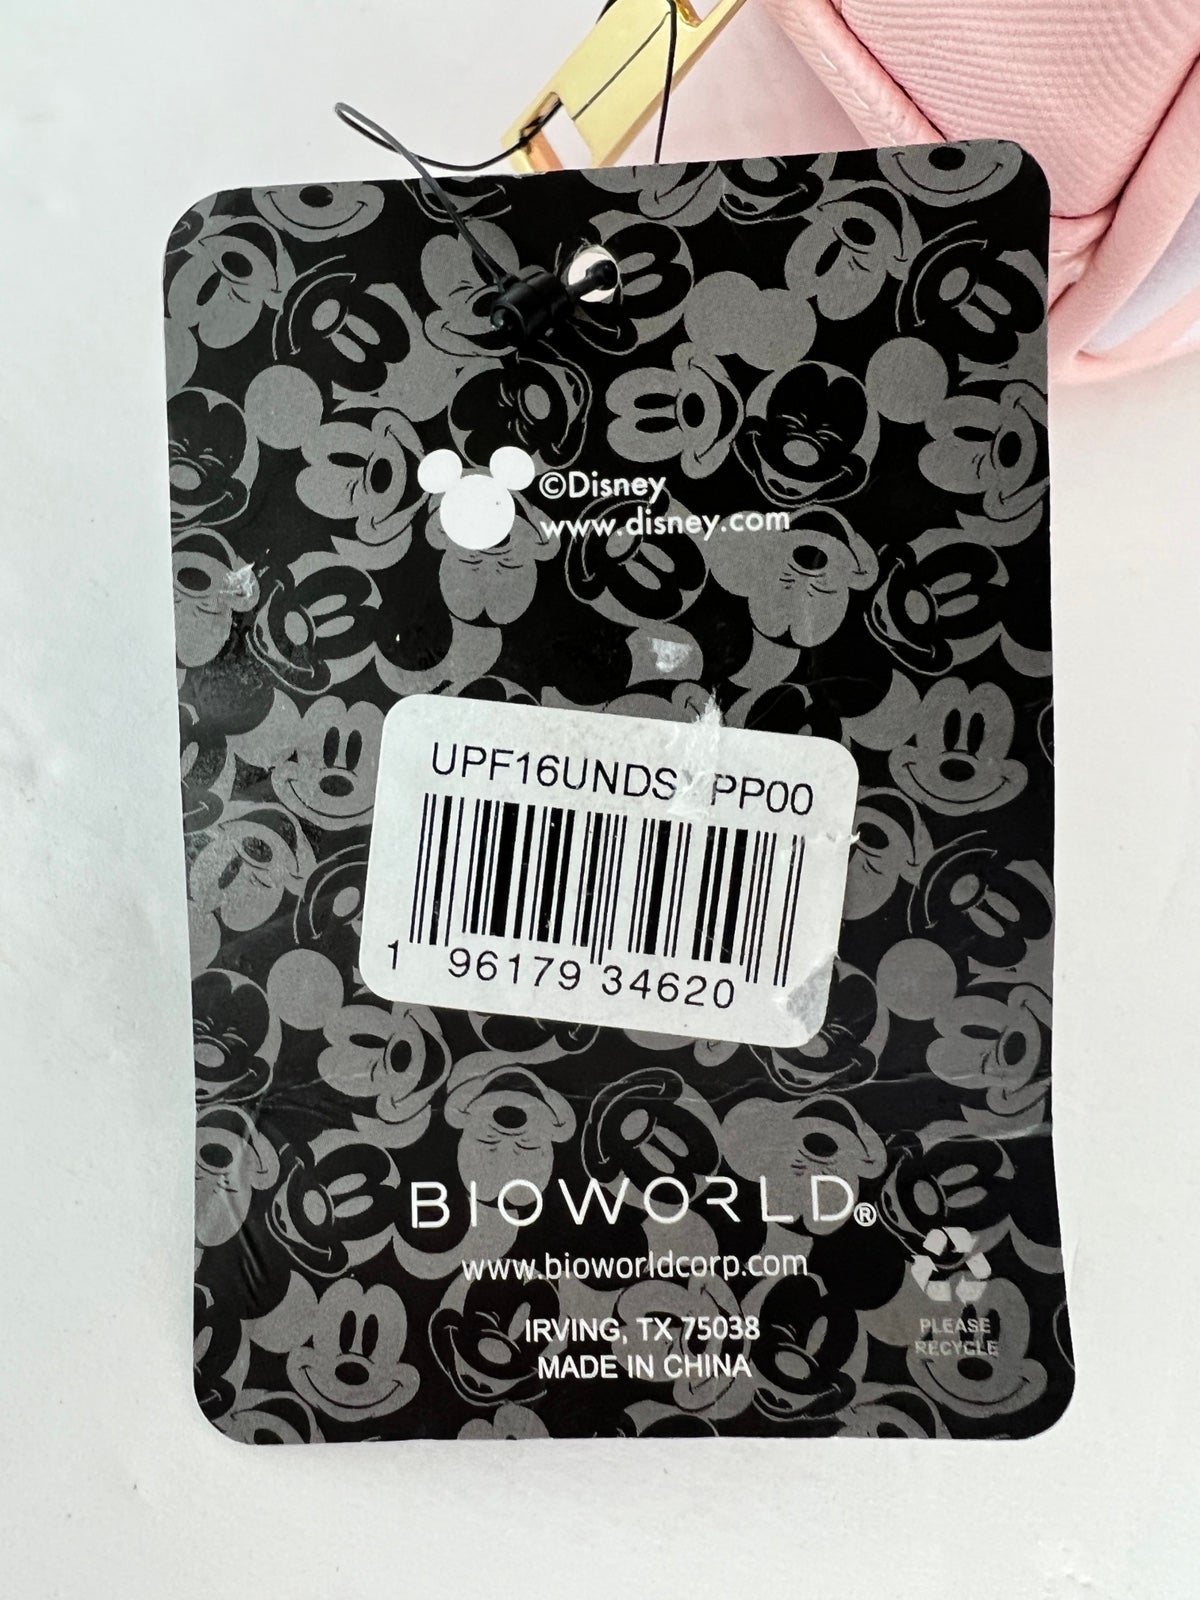 ©Disney
www.disney.com
UPF16UNDS PP00
1 96179 34620
BIOWORLD®
www.bioworldcorp.com
IRVING, TX 75038
MADE IN CHINA
PLEASE
RECYCLE